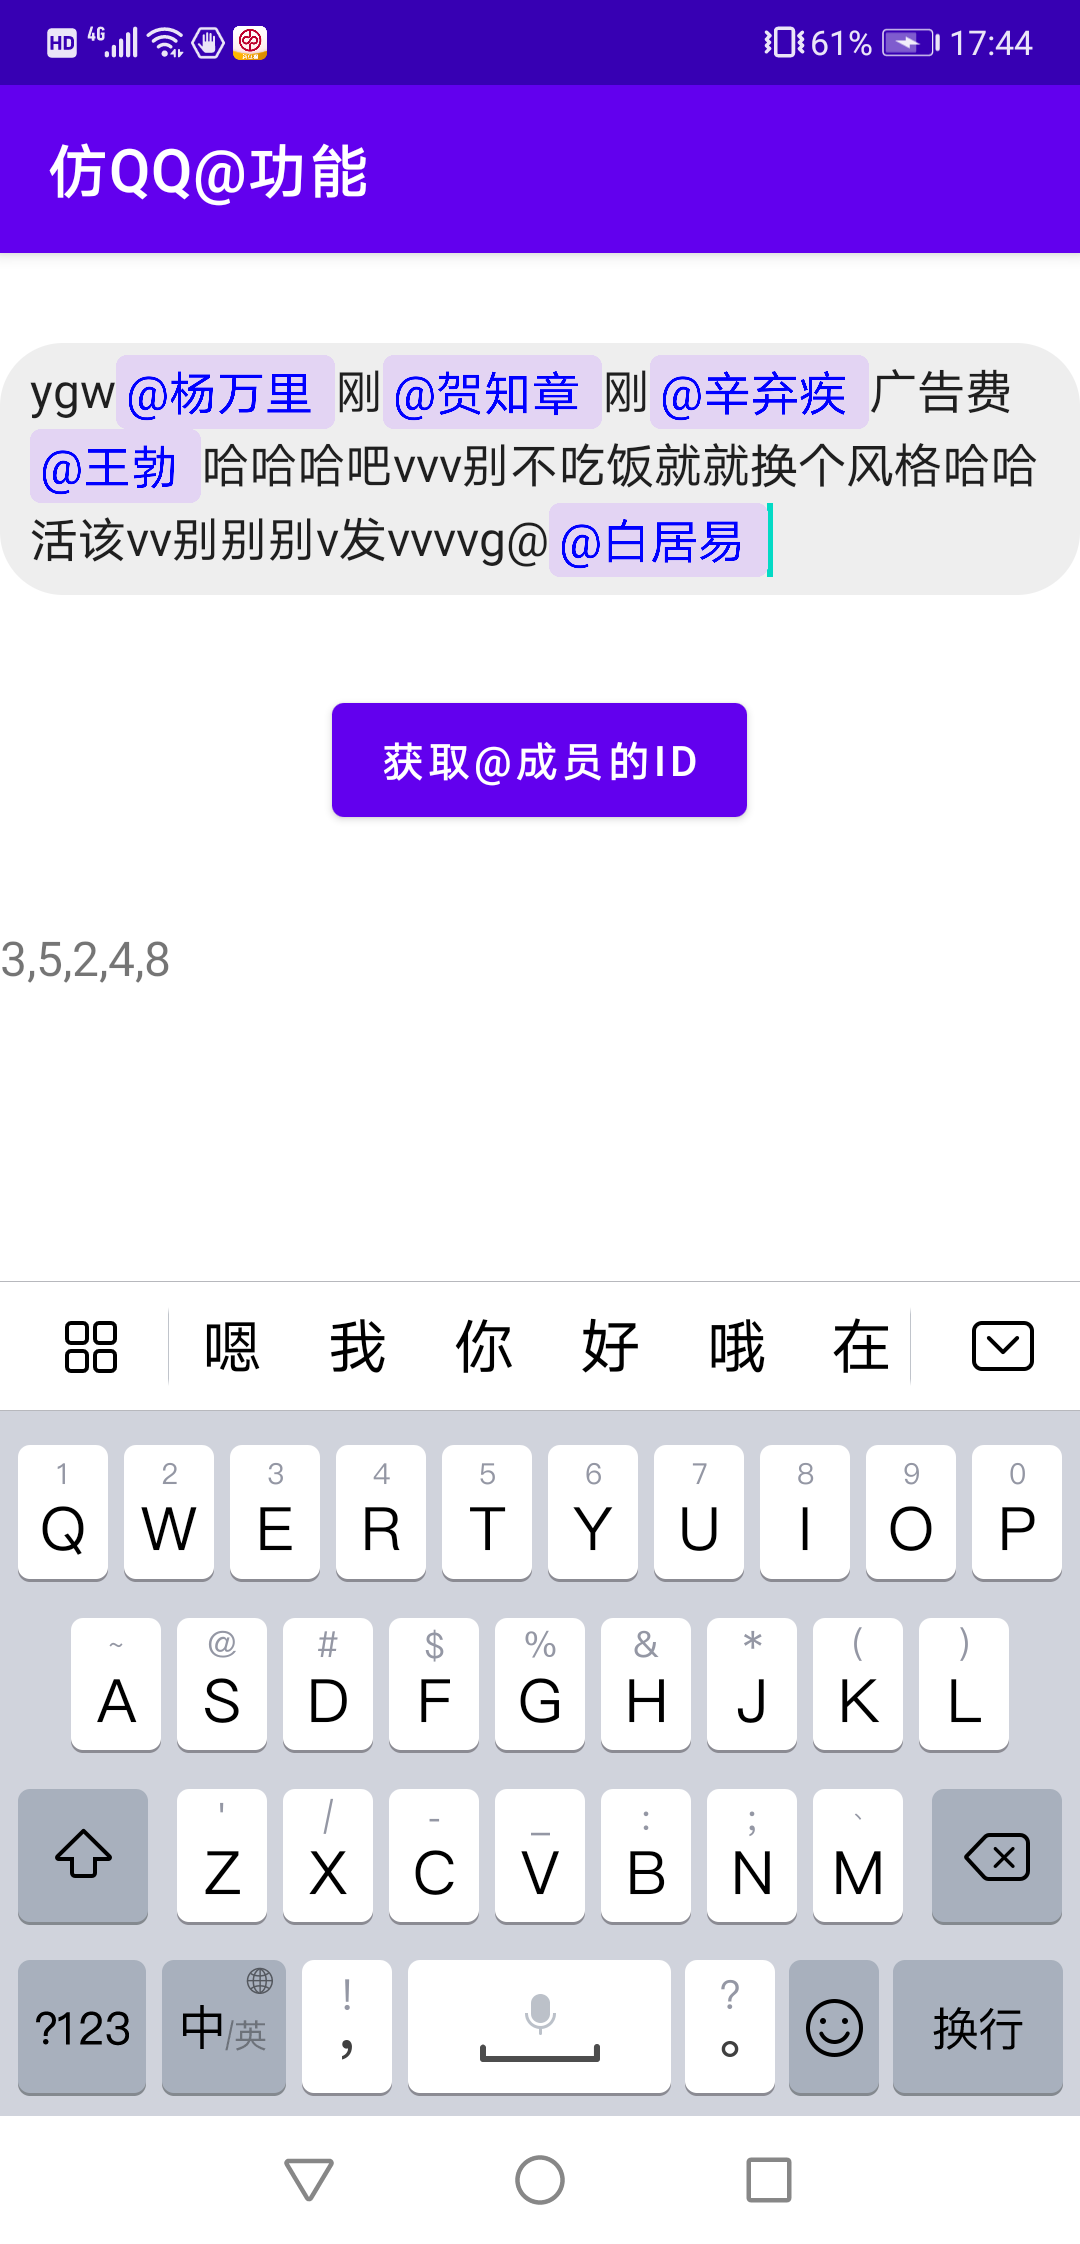 HD 4G 61% 17:44
仿QQ@功能
ygw@杨万里 刚@贺知章 刚@辛弃疾 广告费
@王勃 哈哈哈吧vvv别不吃饭就就换个风格哈哈
活该vv别别别v发vvvvg@@白居易
获取@成员的ID
3,5,2,4,8
嗯 我 你 好 哦 在
1 2 3 4 5 6 7 8 9 0
Q W E R T Y U I O P
~ @ # $ % & * ( )
A S D F G H J K L
' / - _ : ; `
Z X C V B N M
! ?
?123 中/英 , 。 换行